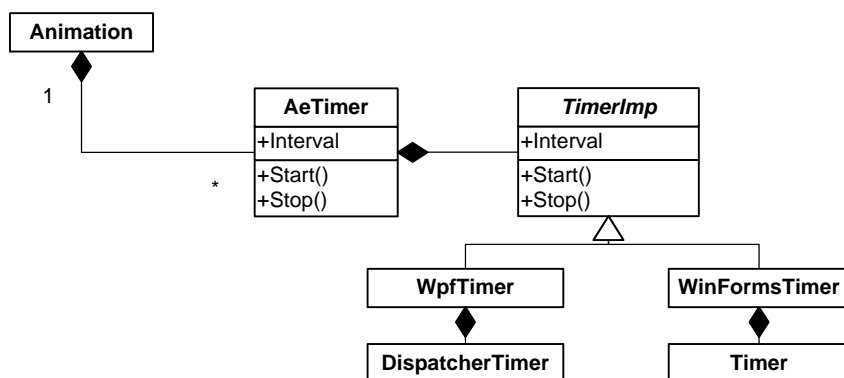 Animation
1
*
AeTimer
+Interval
+Start()
+Stop()
TimerImp
+Interval
+Start()
+Stop()
WpfTimer
WinFormsTimer
DispatcherTimer
Timer